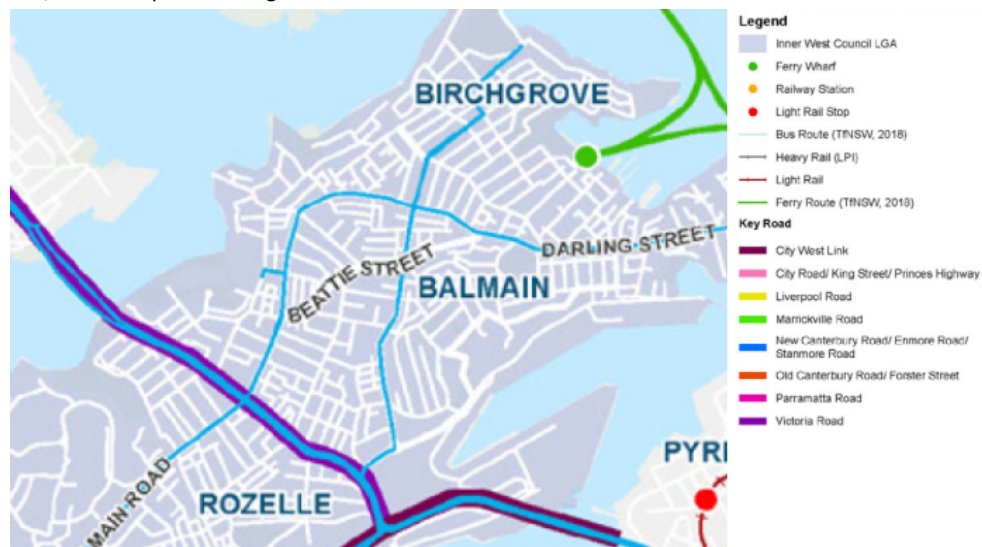 BIRCHGROVE
DARLING STREET
BEATTIE STREET
BALMAIN
PYRI
MAIN ROAD
ROZELLE
Legend
Inner West Council LGA
Ferry Wharf
Railway Station
Light Rail Stop
Bus Route (TfNSW, 2018)
Heavy Rail (LPI)
Light Rail
Ferry Route (TfNSW, 2018)
Key Road
City West Link
City Road/ King Street/ Princes Highway
Liverpool Road
Marrickville Road
New Canterbury Road/ Enmore Road/
Stanmore Road
Old Canterbury Road/ Forster Street
Parramatta Road
Victoria Road